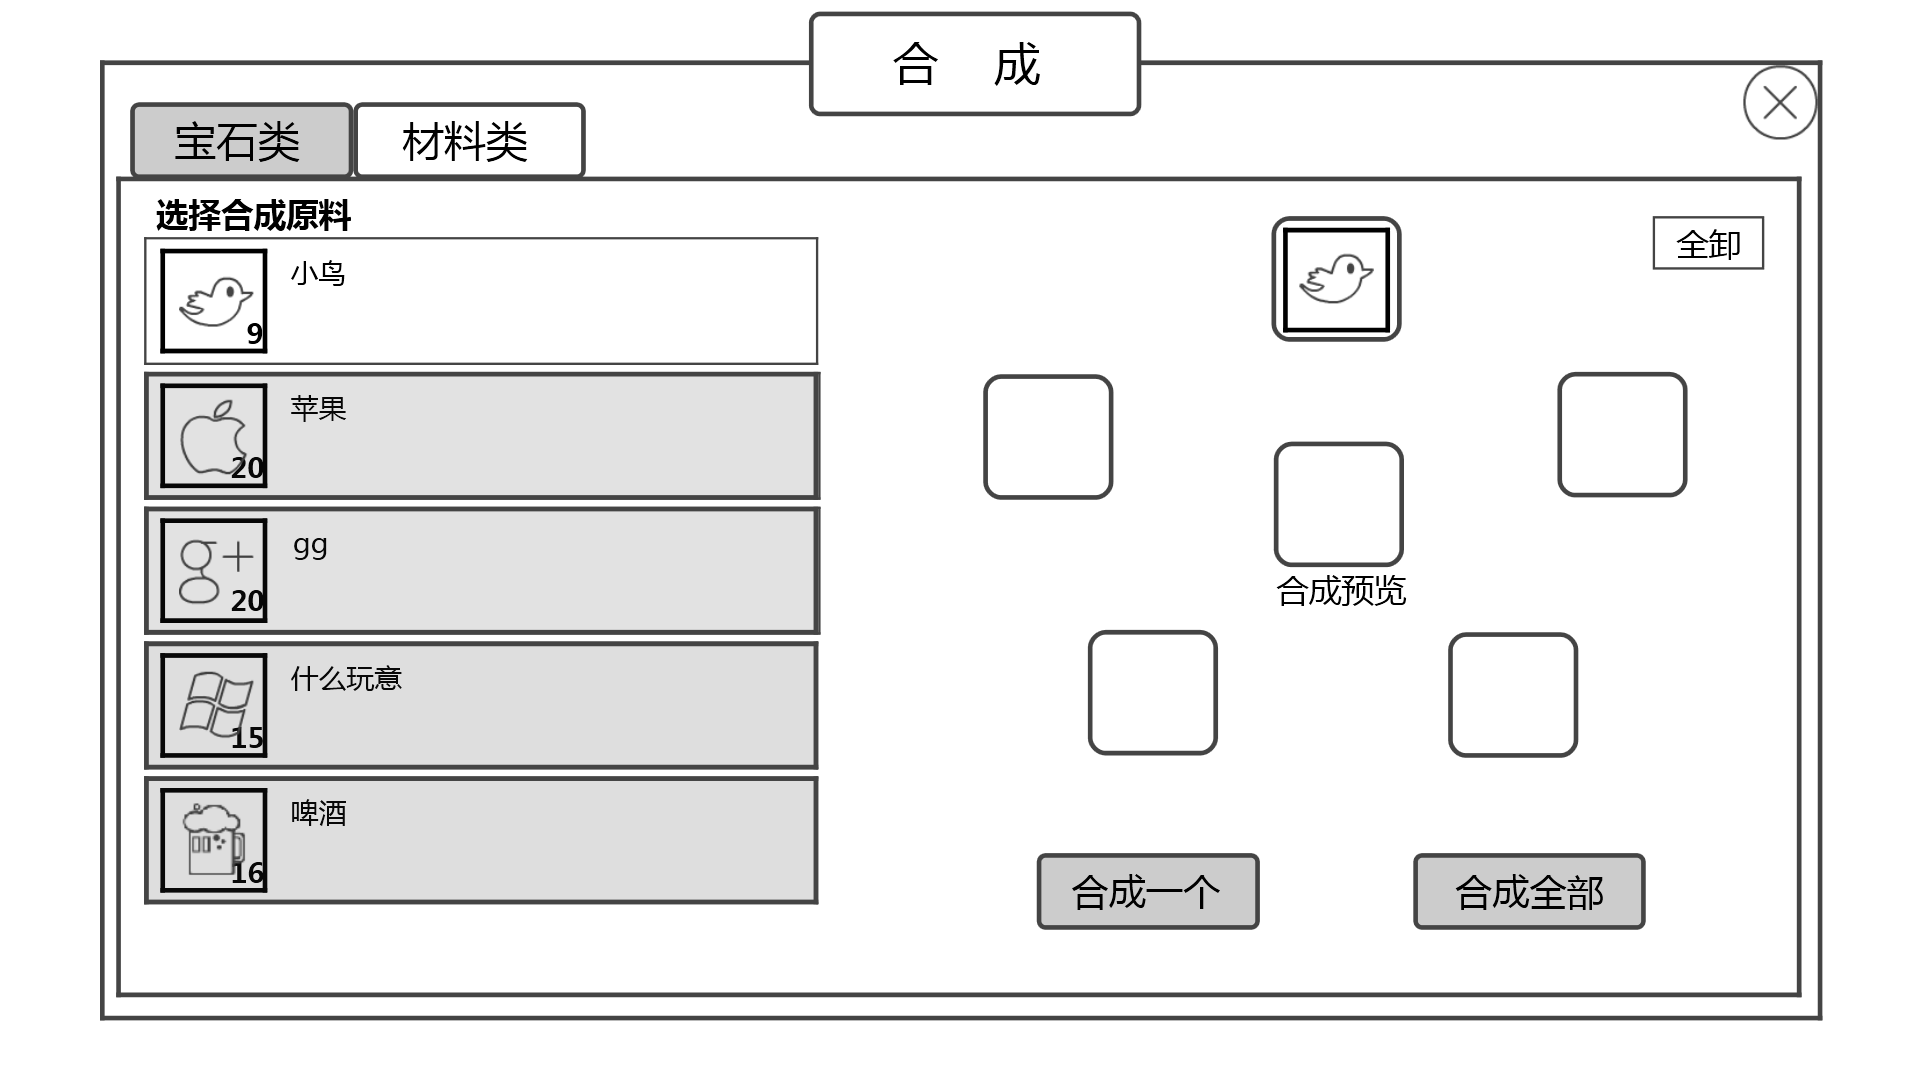 合 成
宝石类
材料类
选择合成原料
全卸
小鸟
9
苹果
20
gg
g+
20
什么玩意
15
啤酒
16
合成预览
合成一个
合成全部